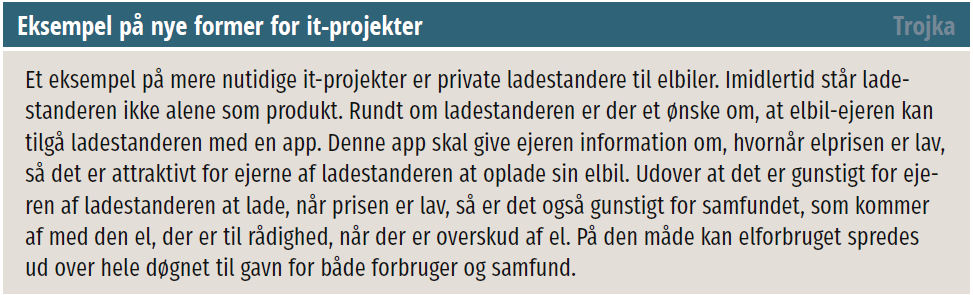 Eksempel på nye former for it-projekter Trojka
Et eksempel på mere nutidige it-projekter er private ladestandere til elbiler. Imidlertid står lade-
standeren ikke alene som produkt. Rundt om ladestanderen er der et ønske om, at elbil-ejeren kan
tilgå ladestanderen med en app. Denne app skal give ejeren information om, hvornår elprisen er lav,
så det er attraktivt for ejerne af ladestanderen at oplade sin elbil. Udover at det er gunstigt for eje-
ren af ladestanderen at lade, når prisen er lav, så er det også gunstigt for samfundet, som kommer
af med den el, der er til rådighed, når der er overskud af el. På den måde kan elforbruget spredes
ud over hele døgnet til gavn for både forbruger og samfund.